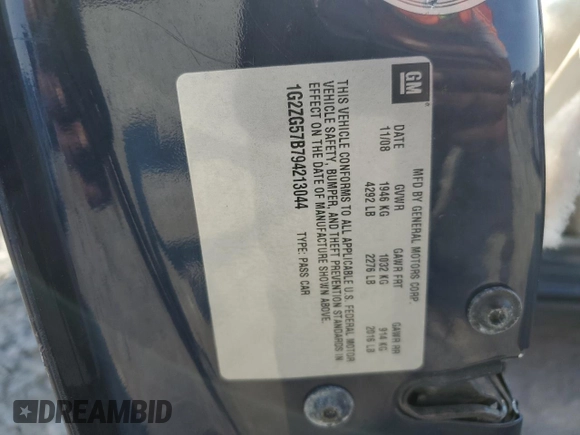 GM
MFD BY GENERAL MOTORS CORP.
DATE GVWR GAWR FRT GAWR RR
11/08 1946 KG 1032 KG 914 KG
4292 LB 2276 LB 2016 LB
THIS VEHICLE CONFORMS TO ALL APPLICABLE U.S. FEDERAL MOTOR
VEHICLE SAFETY, BUMPER, AND THEFT PREVENTION STANDARDS IN
EFFECT ON THE DATE OF MANUFACTURE SHOWN ABOVE.
1G2ZG57B794213044 TYPE: PASS CAR
DREAMBID